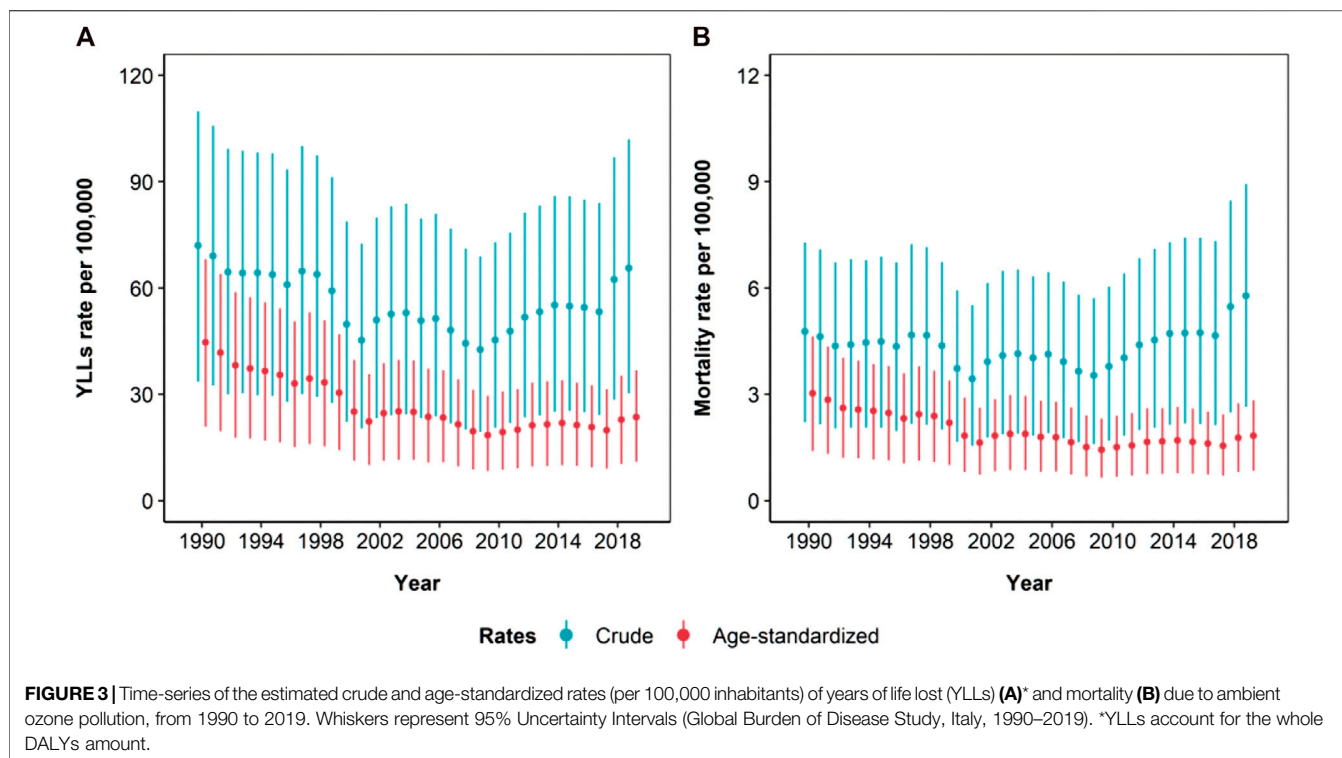 A
YLLs rate per 100,000
120
90
60
30
0
1990 1994 1998 2002 2006 2010 2014 2018
Year
B
Mortality rate per 100,000
12
9
6
3
0
1990 1994 1998 2002 2006 2010 2014 2018
Year
Rates Crude Age-standardized
FIGURE 3 | Time-series of the estimated crude and age-standardized rates (per 100,000 inhabitants) of years of life lost (YLLs) (A)* and mortality (B) due to ambient
ozone pollution, from 1990 to 2019. Whiskers represent 95% Uncertainty Intervals (Global Burden of Disease Study, Italy, 1990–2019). *YLLs account for the whole
DALYs amount.